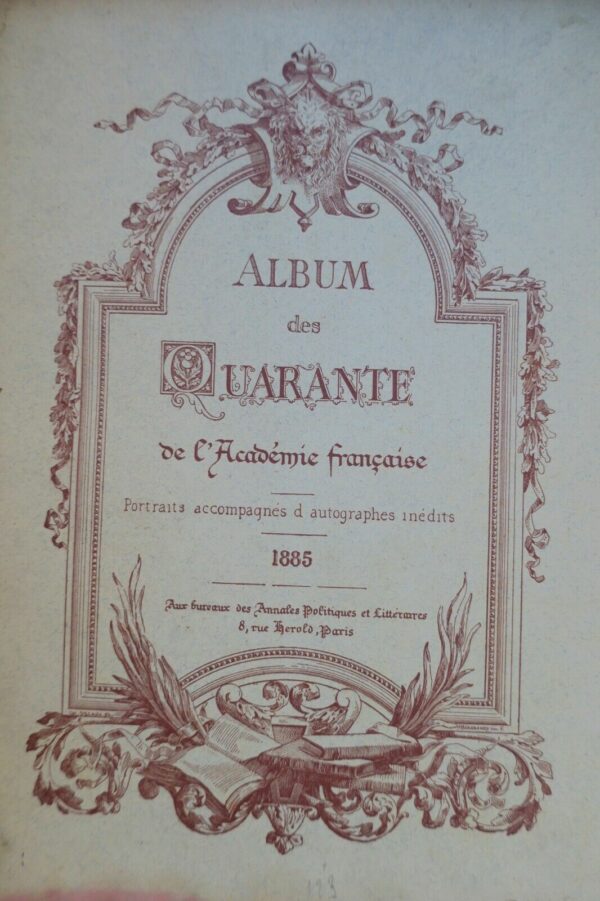 ALBUM
des
QUARANTE
de l'Académie française
Portraits accompagnés d autographes inédits
1885
Aux bureaux des Annales Politiques et Littéraires
8, rue Herold, Paris